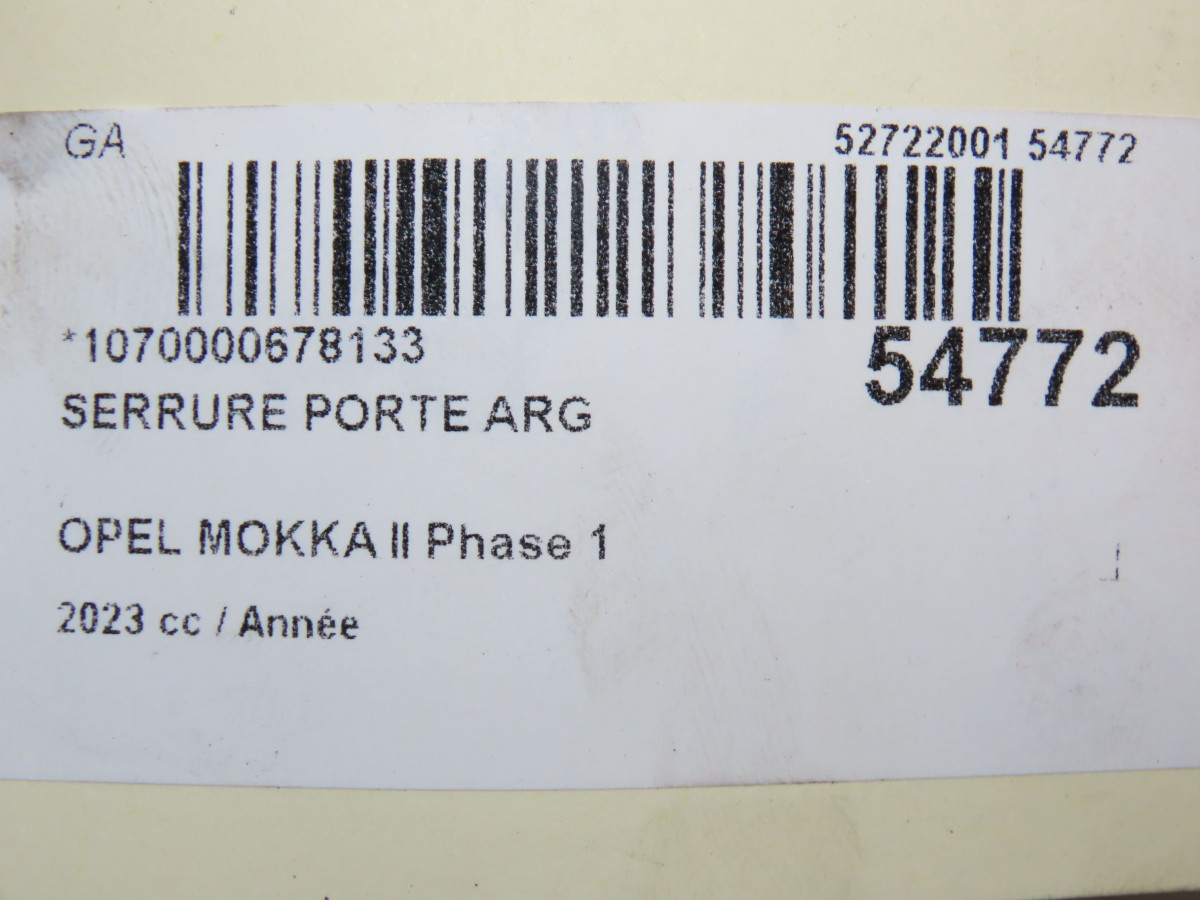 GA
52722001 54772
*1070000678133
54772
SERRURE PORTE ARG
OPEL MOKKA II Phase 1
2023 cc / Année